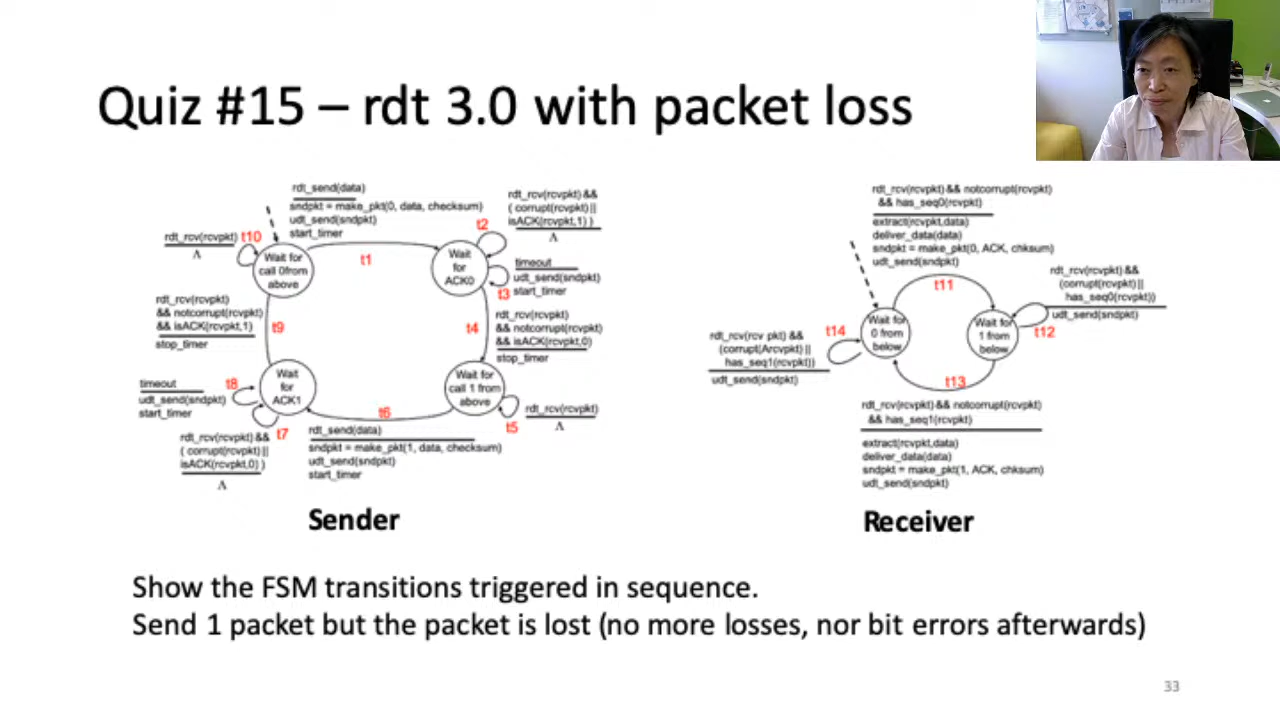 Quiz #15 – rdt 3.0 with packet loss
rdt_send(data)
sndpkt = make_pkt(0, data, checksum)
udt_send(sndpkt)
start_timer
rdt_rcv(rcvpkt) &&
( corrupt(rcvpkt) ||
isACK(rcvpkt,1) )
Λ
t2
rdt_rcv(rcvpkt)
Λ
t10
Wait for
call 0from
above
t1
Wait
for
ACK0
timeout
udt_send(sndpkt)
start_timer
t3
rdt_rcv(rcvpkt)
&& notcorrupt(rcvpkt)
&& isACK(rcvpkt,1)
stop_timer
t9
t4
rdt_rcv(rcvpkt)
&& notcorrupt(rcvpkt)
&& isACK(rcvpkt,0)
stop_timer
timeout
udt_send(sndpkt)
start_timer
t8
Wait
for
ACK1
Wait for
call 1 from
above
t6
t5
rdt_rcv(rcvpkt)
Λ
t7
rdt_rcv(rcvpkt) &&
( corrupt(rcvpkt) ||
isACK(rcvpkt,0) )
Λ
rdt_send(data)
sndpkt = make_pkt(1, data, checksum)
udt_send(sndpkt)
start_timer
Sender
rdt_rcv(rcvpkt) && notcorrupt(rcvpkt)
&& has_seq0(rcvpkt)
extract(rcvpkt,data)
deliver_data(data)
sndpkt = make_pkt(0, ACK, chksum)
udt_send(sndpkt)
t11
rdt_rcv(rcvpkt) &&
(corrupt(rcvpkt) ||
has_seq0(rcvpkt))
udt_send(sndpkt)
t12
Wait for
0 from
below
Wait for
1 from
below
t14
rdt_rcv(rcv pkt) &&
(corrupt(Arcvpkt) ||
has_seq1(rcvpkt))
udt_send(sndpkt)
t13
rdt_rcv(rcvpkt) && notcorrupt(rcvpkt)
&& has_seq1(rcvpkt)
extract(rcvpkt,data)
deliver_data(data)
sndpkt = make_pkt(1, ACK, chksum)
udt_send(sndpkt)
Receiver
Show the FSM transitions triggered in sequence.
Send 1 packet but the packet is lost (no more losses, nor bit errors afterwards)
33